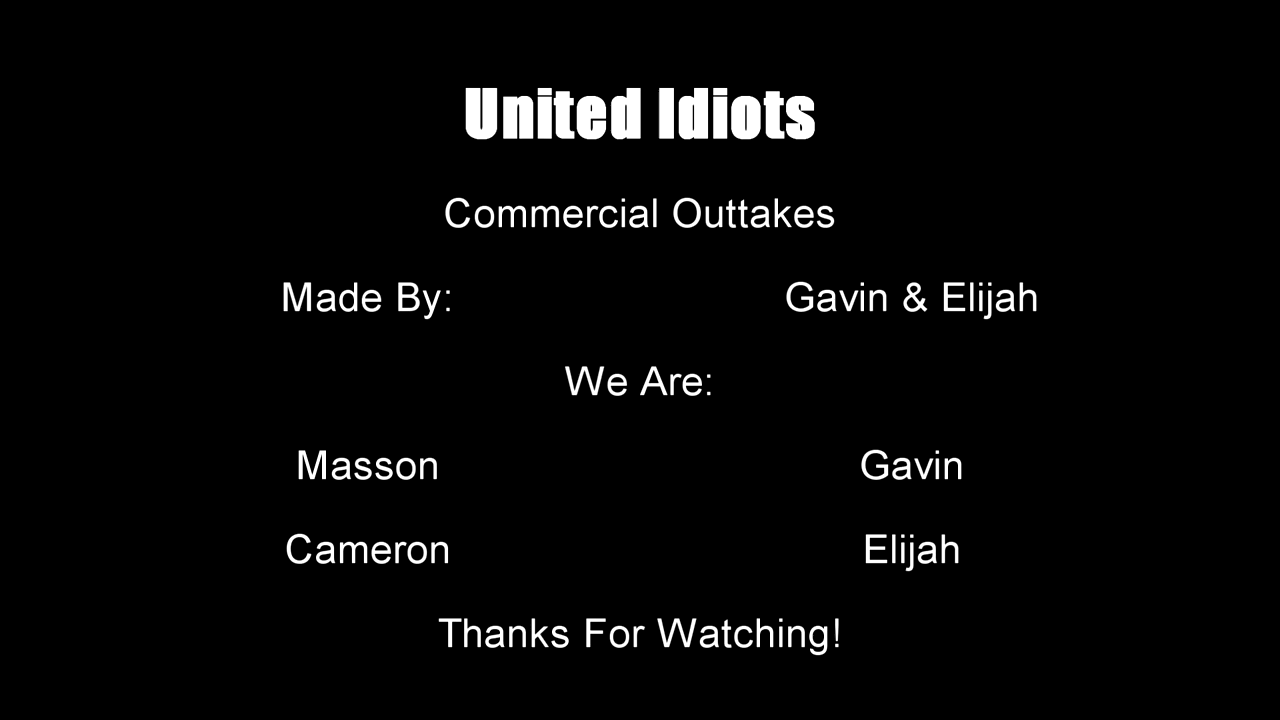 United Idiots
Commercial Outtakes
Made By: Gavin & Elijah
We Are:
Masson Gavin
Cameron Elijah
Thanks For Watching!